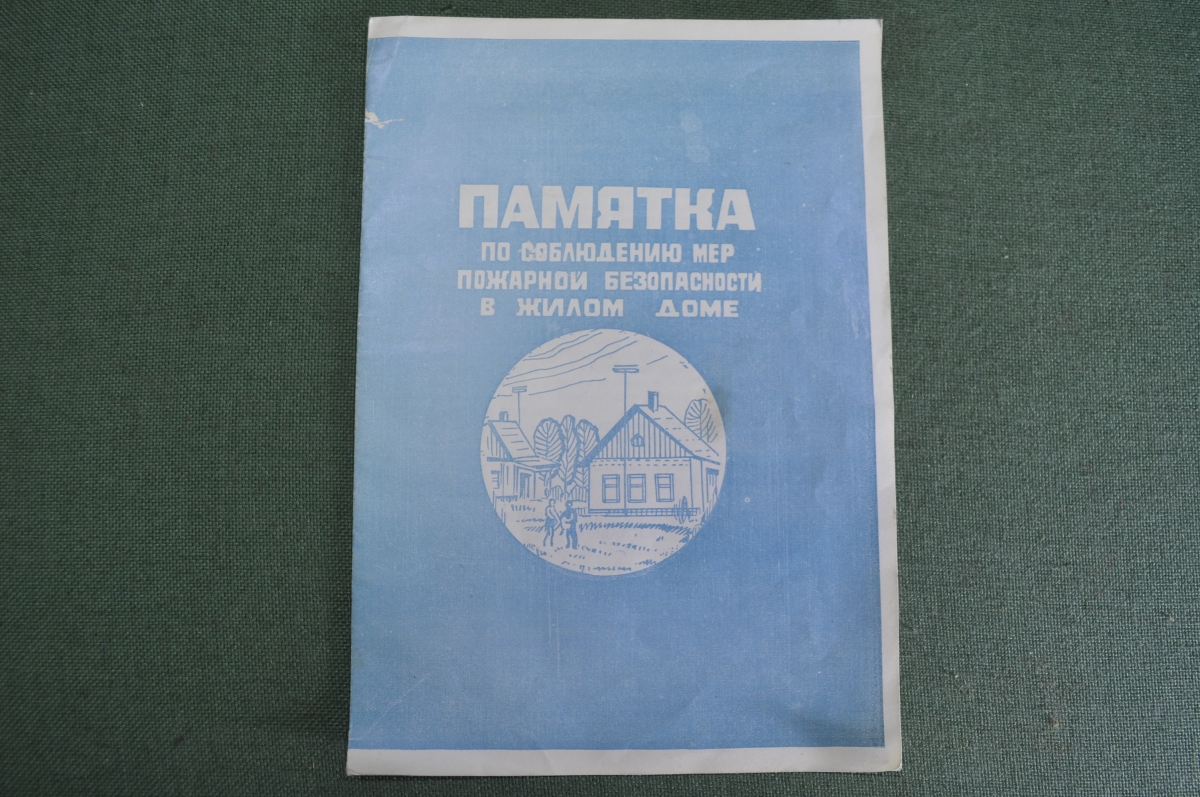 ПАМЯТКА
ПО СОБЛЮДЕНИЮ МЕР
ПОЖАРНОЙ БЕЗОПАСНОСТИ
В ЖИЛОМ ДОМЕ